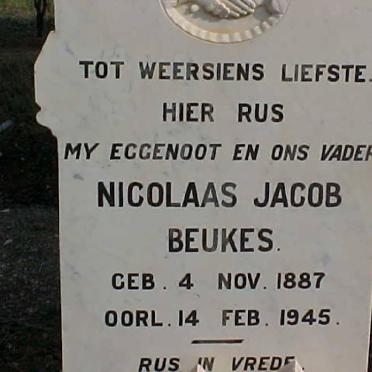 TOT WEERSIENS LIEFSTE.
HIER RUS
MY EGGENOOT EN ONS VADER
NICOLAAS JACOB
BEUKES.
GEB. 4 NOV. 1887
OORL. 14 FEB. 1945.
RUS IN VREDE.